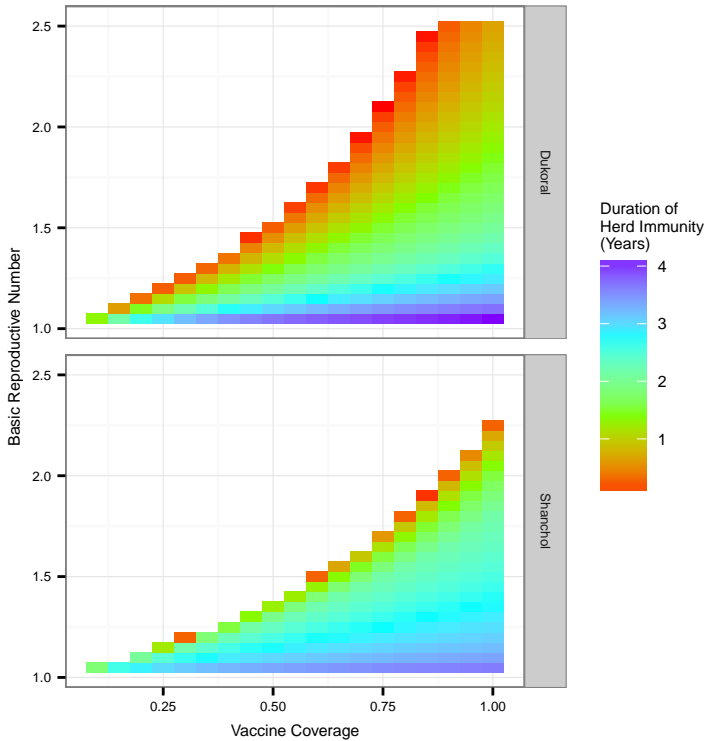 2.5
2.0
1.5
1.0
Dukoral
2.5
2.0
1.5
1.0
Shanchol
Basic Reproductive Number
0.25
0.50
0.75
1.00
Vaccine Coverage
Duration of
Herd Immunity
(Years)
4
3
2
1